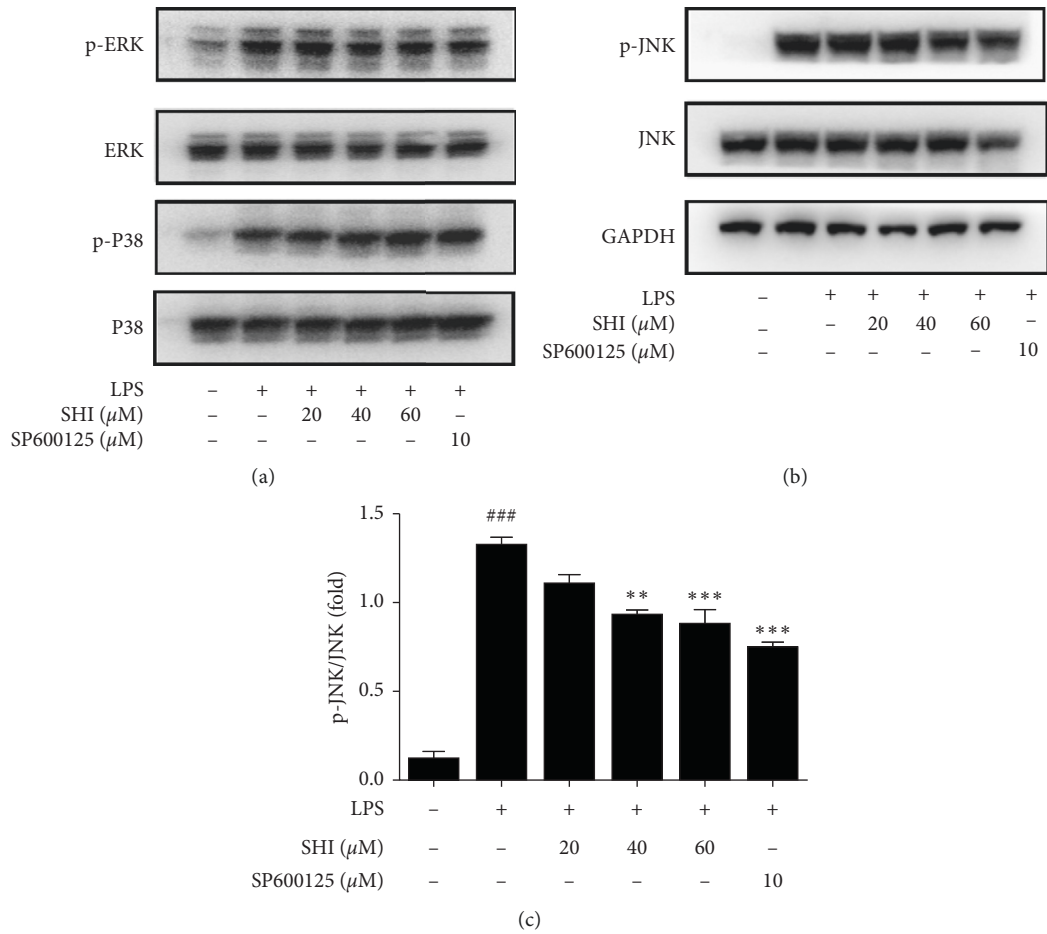 p-ERK
ERK
p-P38
P38
LPS – + + + + +
SHI (μM) – – 20 40 60 –
SP600125 (μM) – – – – – 10
(a)
p-JNK
JNK
GAPDH
LPS – + + + + +
SHI (μM) – – 20 40 60 –
SP600125 (μM) – – – – – 10
(b)
p-JNK/JNK (fold)
1.5
1.0
0.5
0.0
###
**
***
***
LPS – + + + + +
SHI (μM) – – 20 40 60 –
SP600125 (μM) – – – – – 10
(c)